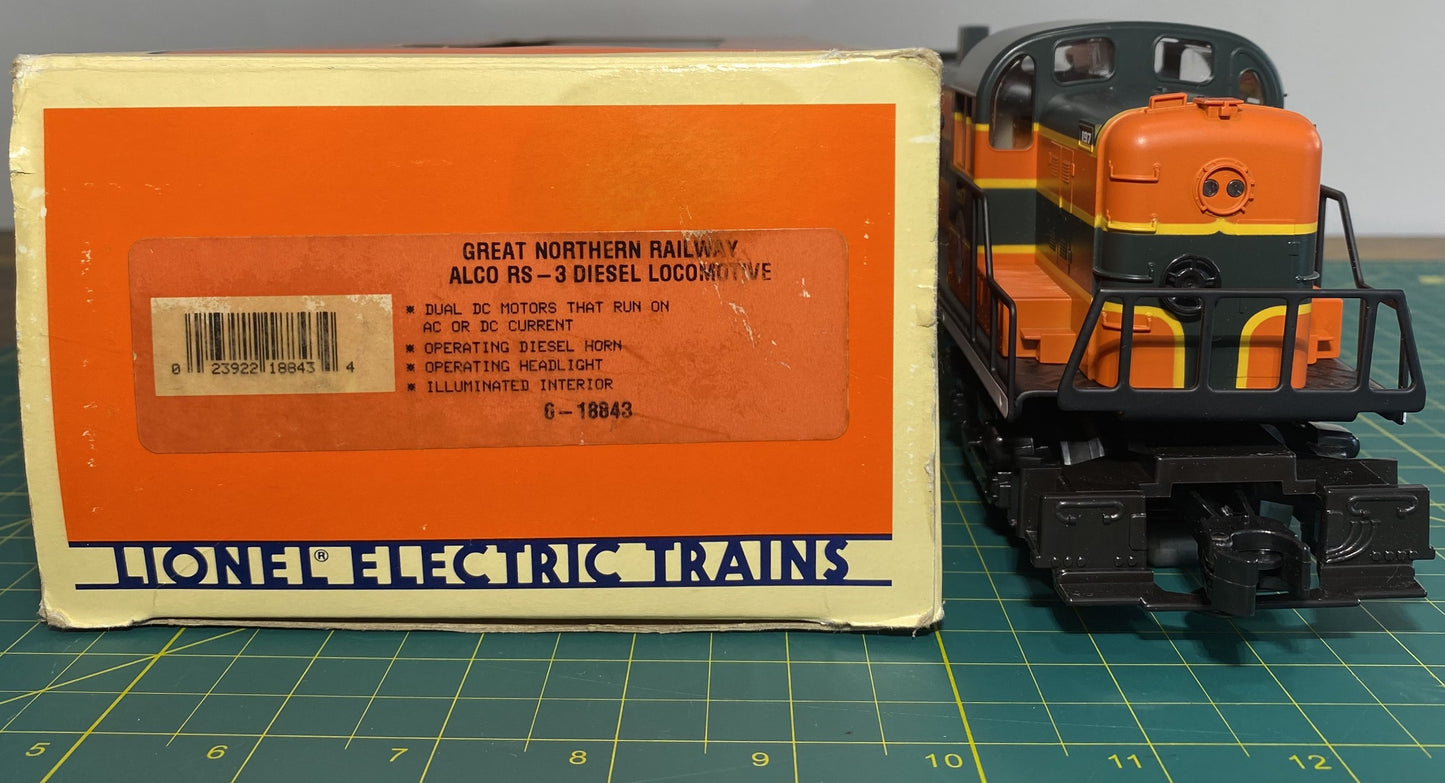 GREAT NORTHERN RAILWAY
ALCO RS-3 DIESEL LOCOMOTIVE
* DUAL DC MOTORS THAT RUN ON
AC OR DC CURRENT
* OPERATING DIESEL HORN
* OPERATING HEADLIGHT
* ILLUMINATED INTERIOR
6-18843
0 23922 18843 4
LIONEL® ELECTRIC TRAINS
197
5 6 7 8 9 10 11 12